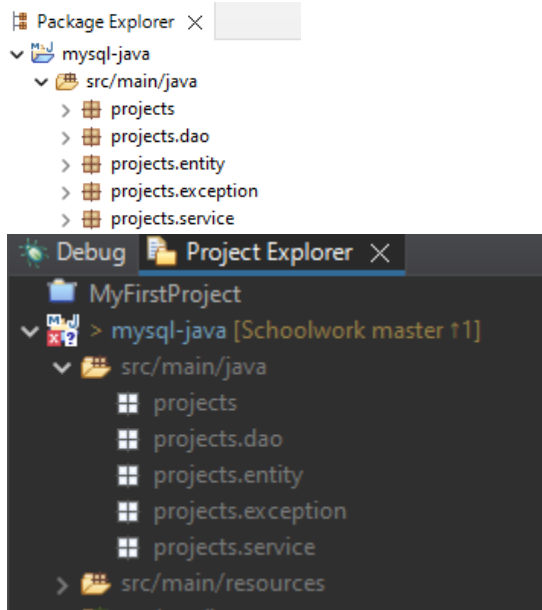 Package Explorer
mysql-java
src/main/java
projects
projects.dao
projects.entity
projects.exception
projects.service
Debug Project Explorer
MyFirstProject
> mysql-java [Schoolwork master ↑1]
src/main/java
projects
projects.dao
projects.entity
projects.exception
projects.service
src/main/resources